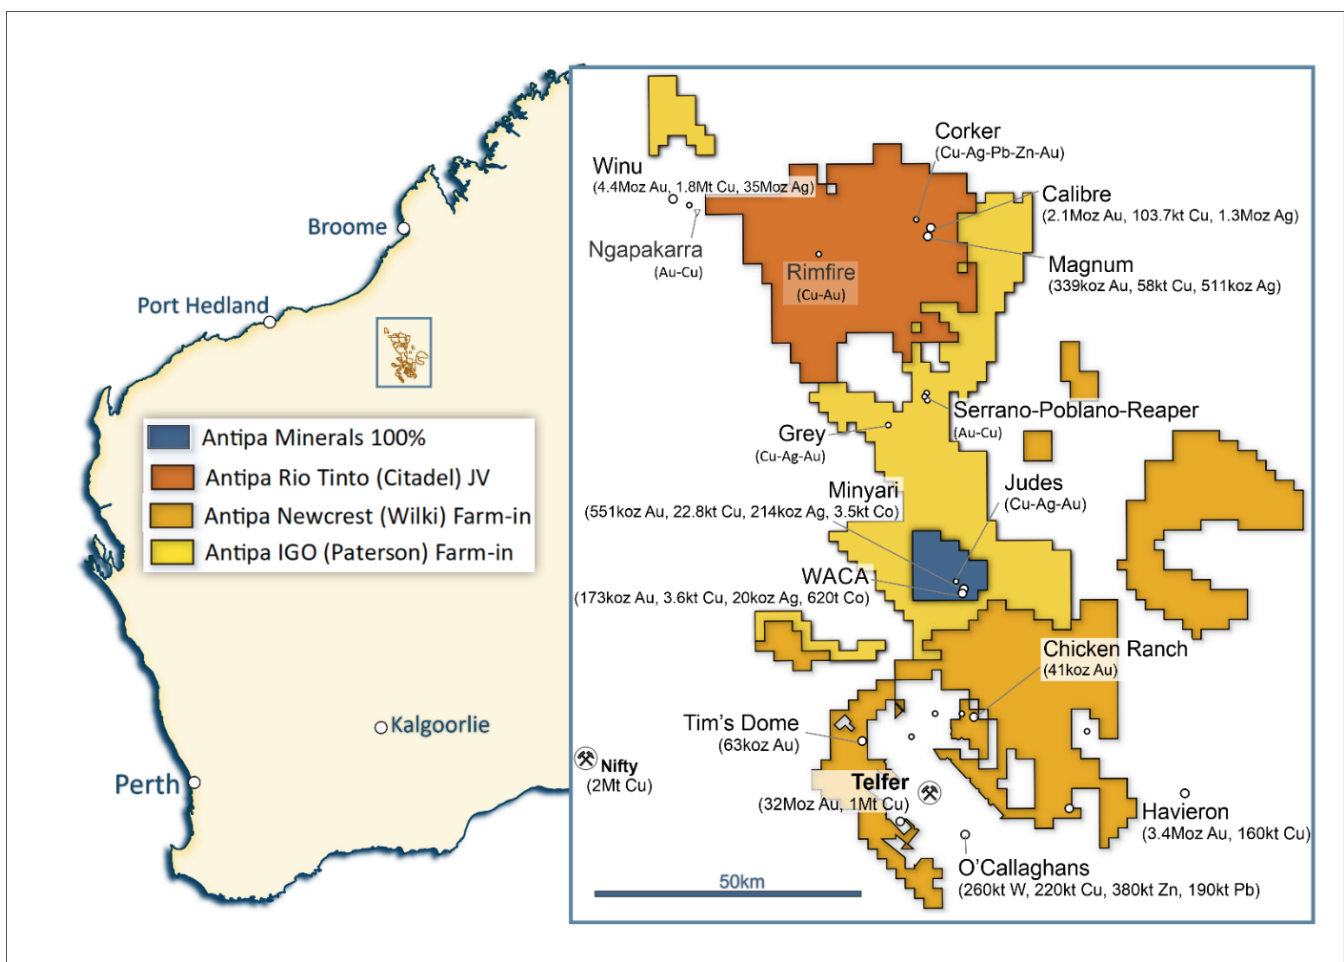 Broome
Port Hedland
Kalgoorlie
Perth
Antipa Minerals 100%
Antipa Rio Tinto (Citadel) JV
Antipa Newcrest (Wilki) Farm-in
Antipa IGO (Paterson) Farm-in
Corker
(Cu-Ag-Pb-Zn-Au)
Winu
(4.4Moz Au, 1.8Mt Cu, 35Moz Ag)
Calibre
(2.1Moz Au, 103.7kt Cu, 1.3Moz Ag)
Ngapakarra
(Au-Cu)
Rimfire
(Cu-Au)
Magnum
(339koz Au, 58kt Cu, 511koz Ag)
Serrano-Poblano-Reaper
(Au-Cu)
Grey
(Cu-Ag-Au)
Judes
(Cu-Ag-Au)
Minyari
(551koz Au, 22.8kt Cu, 214koz Ag, 3.5kt Co)
WACA
(173koz Au, 3.6kt Cu, 20koz Ag, 620t Co)
Chicken Ranch
(41koz Au)
Tim's Dome
(63koz Au)
Nifty
(2Mt Cu)
Telfer
(32Moz Au, 1Mt Cu)
Havieron
(3.4Moz Au, 160kt Cu)
O'Callaghans
(260kt W, 220kt Cu, 380kt Zn, 190kt Pb)
50km